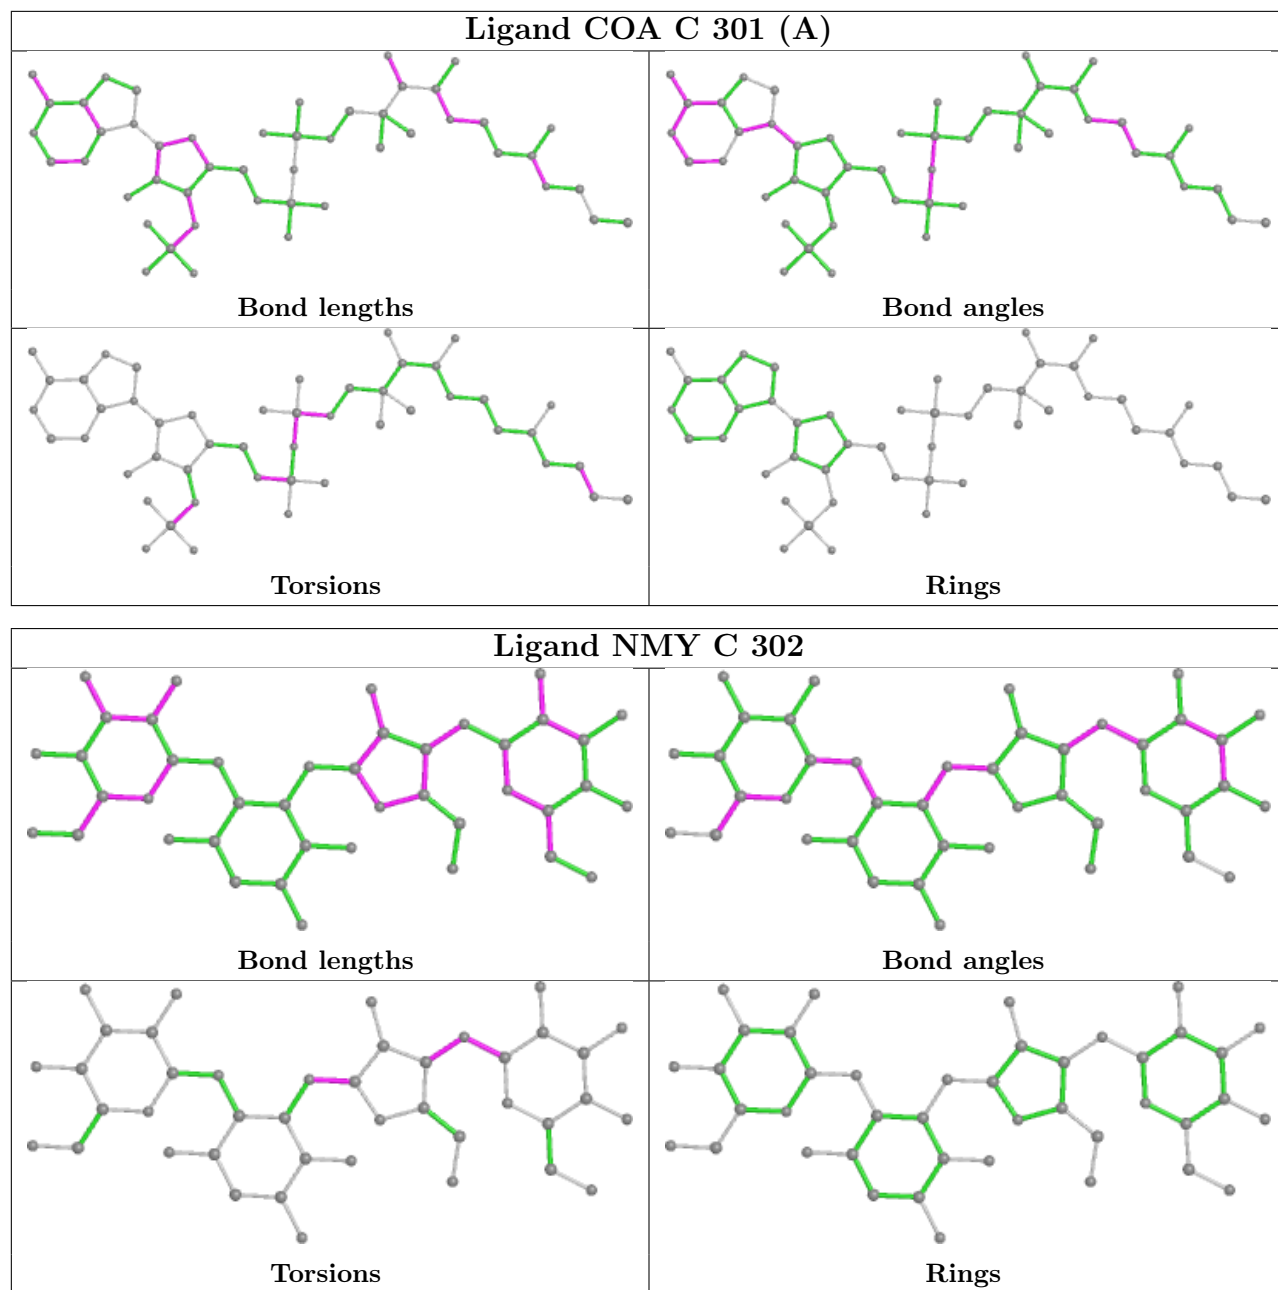 Ligand COA C 301 (A)
Bond lengths
Bond angles
Torsions
Rings
Ligand NMY C 302
Bond lengths
Bond angles
Torsions
Rings